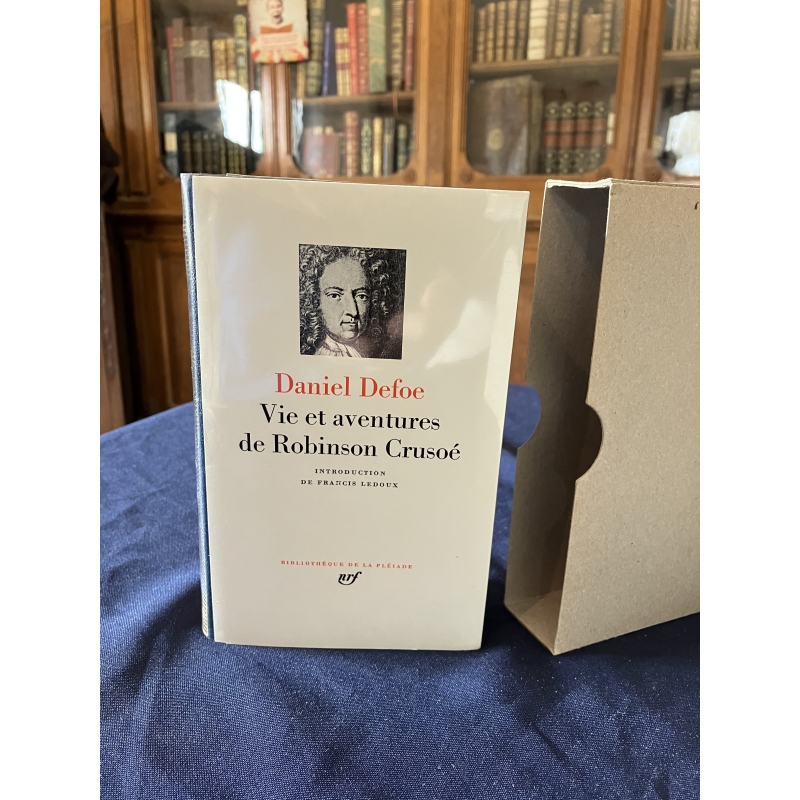 Daniel Defoe
Vie et aventures
de Robinson Crusoé
INTRODUCTION
DE FRANCIS LEDOUX
BIBLIOTHÈQUE DE LA PLÉIADE
nrf